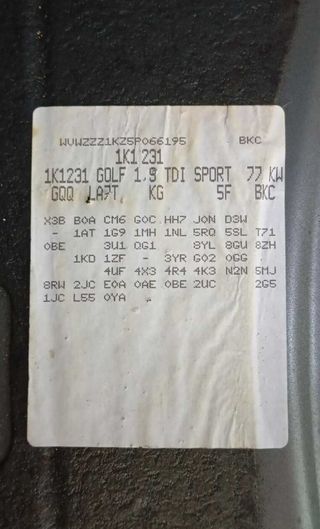 WVWZZZ1KZ5P066195 BKC
1K1231
1K1231 GOLF 1,9 TDI SPORT 77 KW
GQQ LA7T KG 5F BKC
X3B B0A CM6 G0C HH7 J0N D3W
- 1AT 1G9 1MH 1NL 5RQ 5SL T71
0BE 3U1 0G1 8YL 8GU 8ZH
1KD 1ZF - 3YR G02 0GG
4UF 4X3 4R4 4K3 N2N 5MJ
8RW 2JC E0A 0AE 0BE 2UC 2G5
1JC L55 0YA